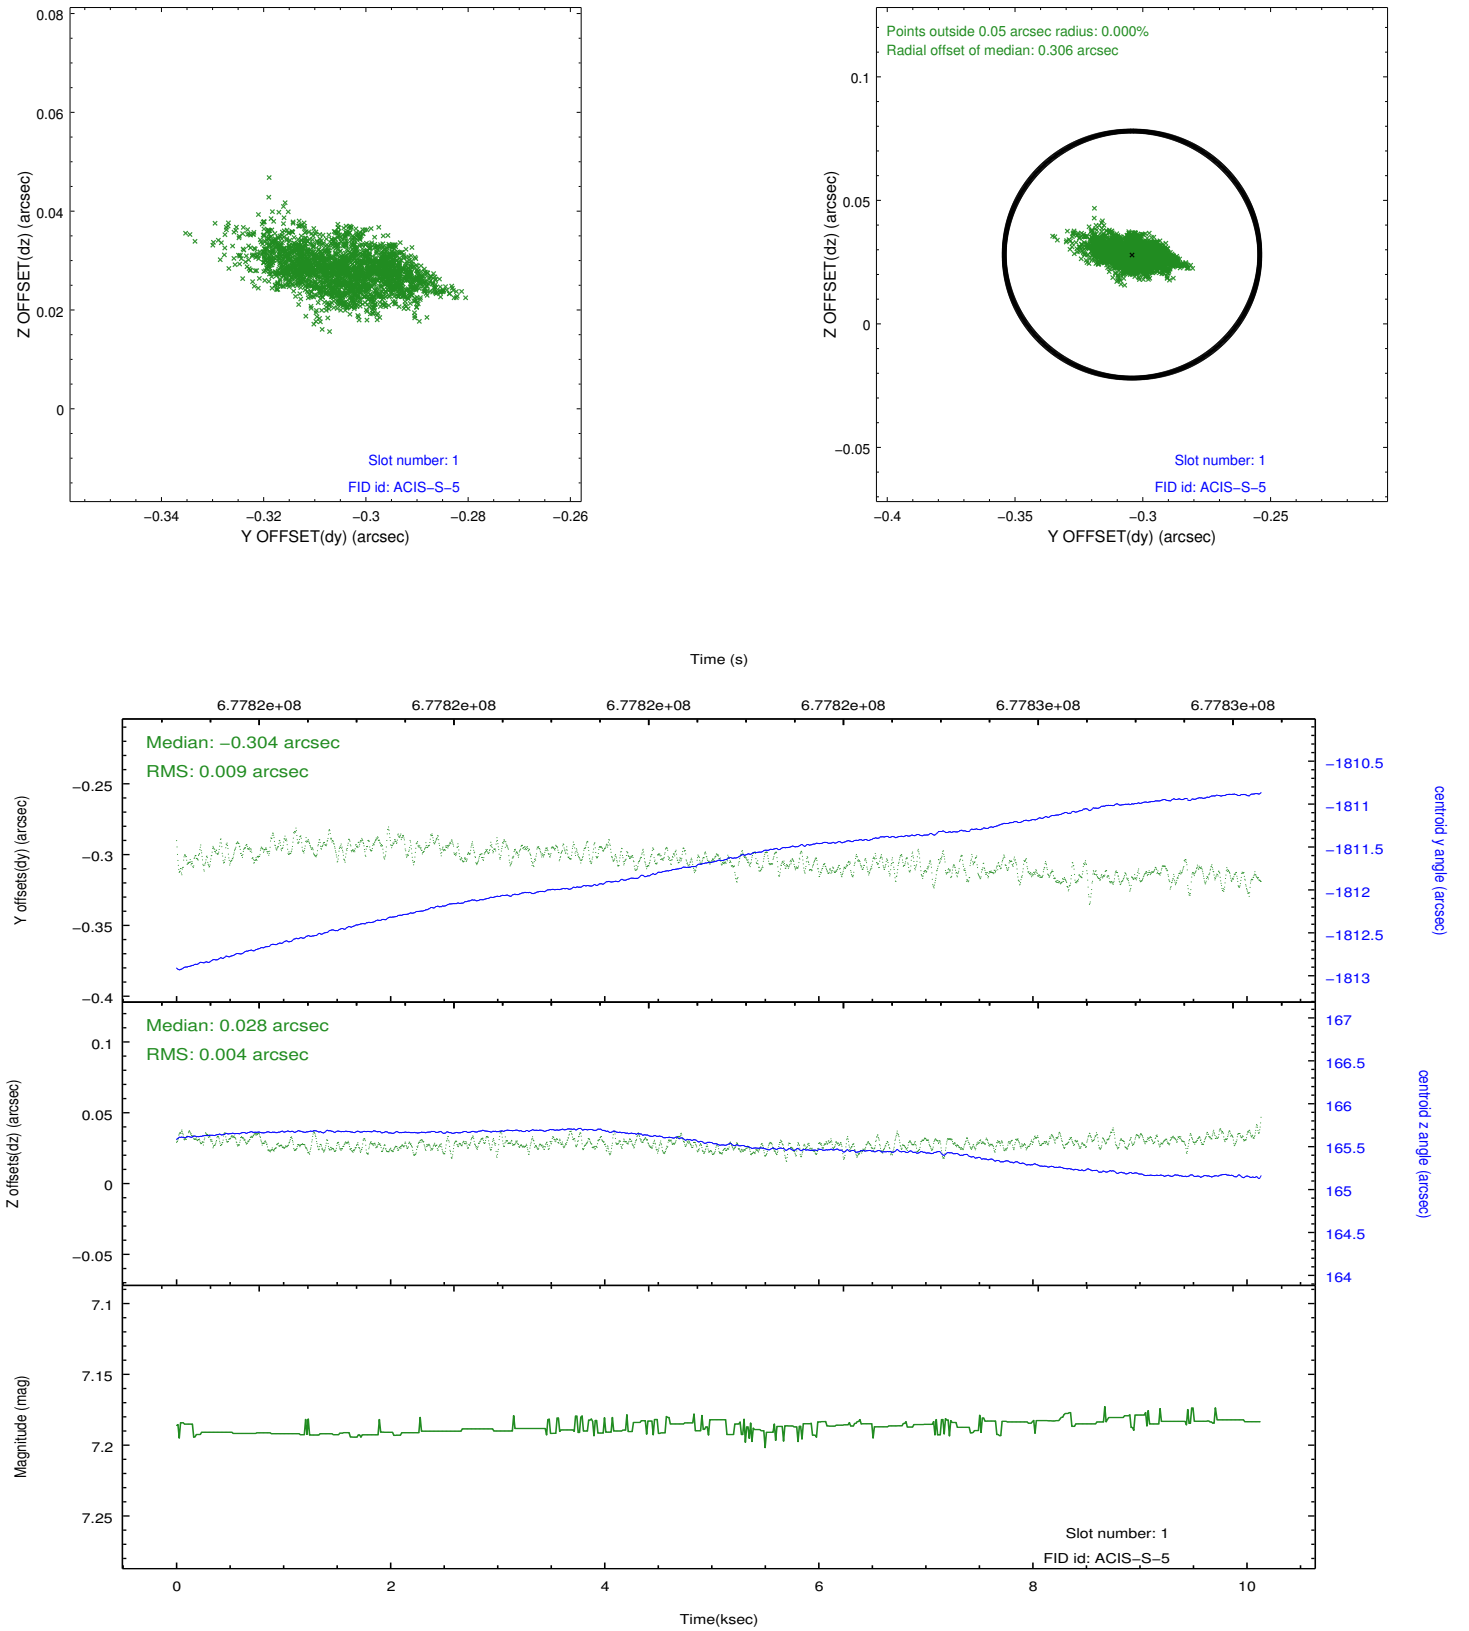 0.08
0.06
0.04
0.02
0
Z OFFSET(dz) (arcsec)
Slot number: 1
FID id: ACIS−S−5
−0.34 −0.32 −0.3 −0.28 −0.26
Y OFFSET(dy) (arcsec)
Points outside 0.05 arcsec radius: 0.000%
Radial offset of median: 0.306 arcsec
0.1
0.05
0
−0.05
Z OFFSET(dz) (arcsec)
Slot number: 1
FID id: ACIS−S−5
−0.4 −0.35 −0.3 −0.25
Y OFFSET(dy) (arcsec)
Time (s)
6.7782e+08 6.7782e+08 6.7782e+08 6.7782e+08 6.7783e+08 6.7783e+08
Median: −0.304 arcsec
RMS: 0.009 arcsec
−0.25
−0.3
−0.35
−0.4
Y offsets(dy) (arcsec)
−1810.5
−1811
−1811.5
−1812
−1812.5
−1813
centroid y angle (arcsec)
Median: 0.028 arcsec
RMS: 0.004 arcsec
0.1
0.05
0
−0.05
Z offsets(dz) (arcsec)
167
166.5
166
165.5
165
164.5
164
centroid z angle (arcsec)
7.1
7.15
7.2
7.25
Magnitude (mag)
Slot number: 1
FID id: ACIS−S−5
0 2 4 6 8 10
Time(ksec)